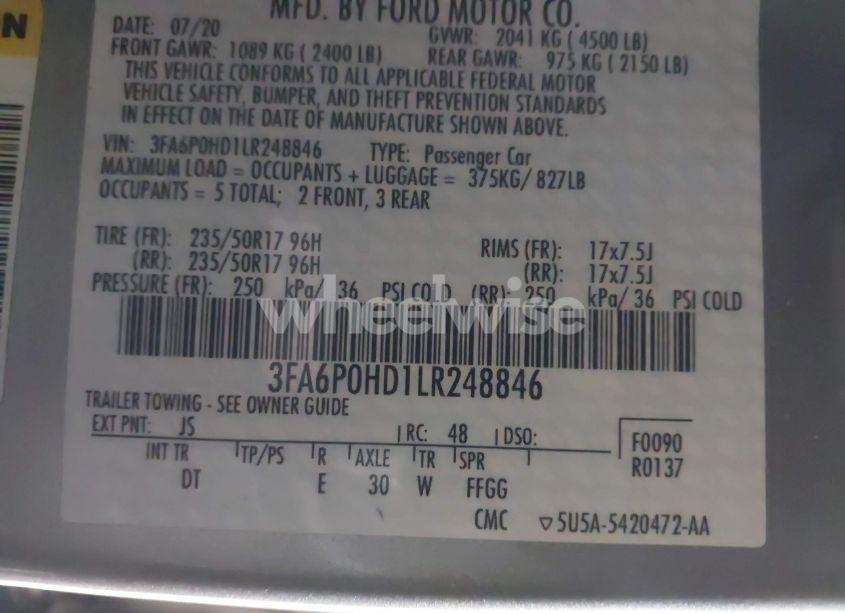 ON
MFD. BY FORD MOTOR CO.
DATE: 07/20 GVWR: 2041 KG ( 4500 LB)
FRONT GAWR: 1089 KG ( 2400 LB) REAR GAWR: 975 KG ( 2150 LB)
THIS VEHICLE CONFORMS TO ALL APPLICABLE FEDERAL MOTOR
VEHICLE SAFETY, BUMPER, AND THEFT PREVENTION STANDARDS
IN EFFECT ON THE DATE OF MANUFACTURE SHOWN ABOVE.
VIN: 3FA6P0HD1LR248846 TYPE: Passenger Car
MAXIMUM LOAD = OCCUPANTS + LUGGAGE = 375KG/ 827LB
OCCUPANTS = 5 TOTAL; 2 FRONT, 3 REAR
TIRE (FR): 235/50R17 96H RIMS (FR): 17x7.5J
(RR): 235/50R17 96H (RR): 17x7.5J
PRESSURE (FR): 250 kPa/ 36 PSI COLD (RR): 250 kPa/ 36 PSI COLD
wheelwise
3FA6P0HD1LR248846
TRAILER TOWING - SEE OWNER GUIDE
EXT PNT: JS RC: 48 DSO: F0090
INT TR TP/PS R AXLE TR SPR R0137
DT E 30 W FFGG
CMC ▽5U5A-5420472-AA